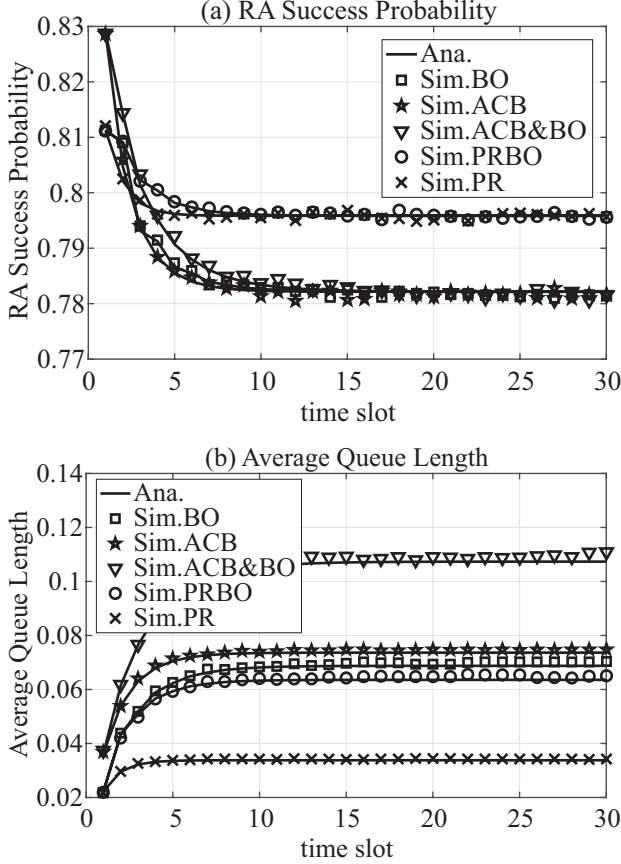 (a) RA Success Probability
RA Success Probability
0.83
0.82
0.81
0.8
0.79
0.78
0.77
Ana.
Sim.BO
Sim.ACB
Sim.ACB&BO
Sim.PRBO
Sim.PR
0 5 10 15 20 25 30
time slot
(b) Average Queue Length
Average Queue Length
0.14
0.12
0.1
0.08
0.06
0.04
0.02
Ana.
Sim.BO
Sim.ACB
Sim.ACB&BO
Sim.PRBO
Sim.PR
0 5 10 15 20 25 30
time slot